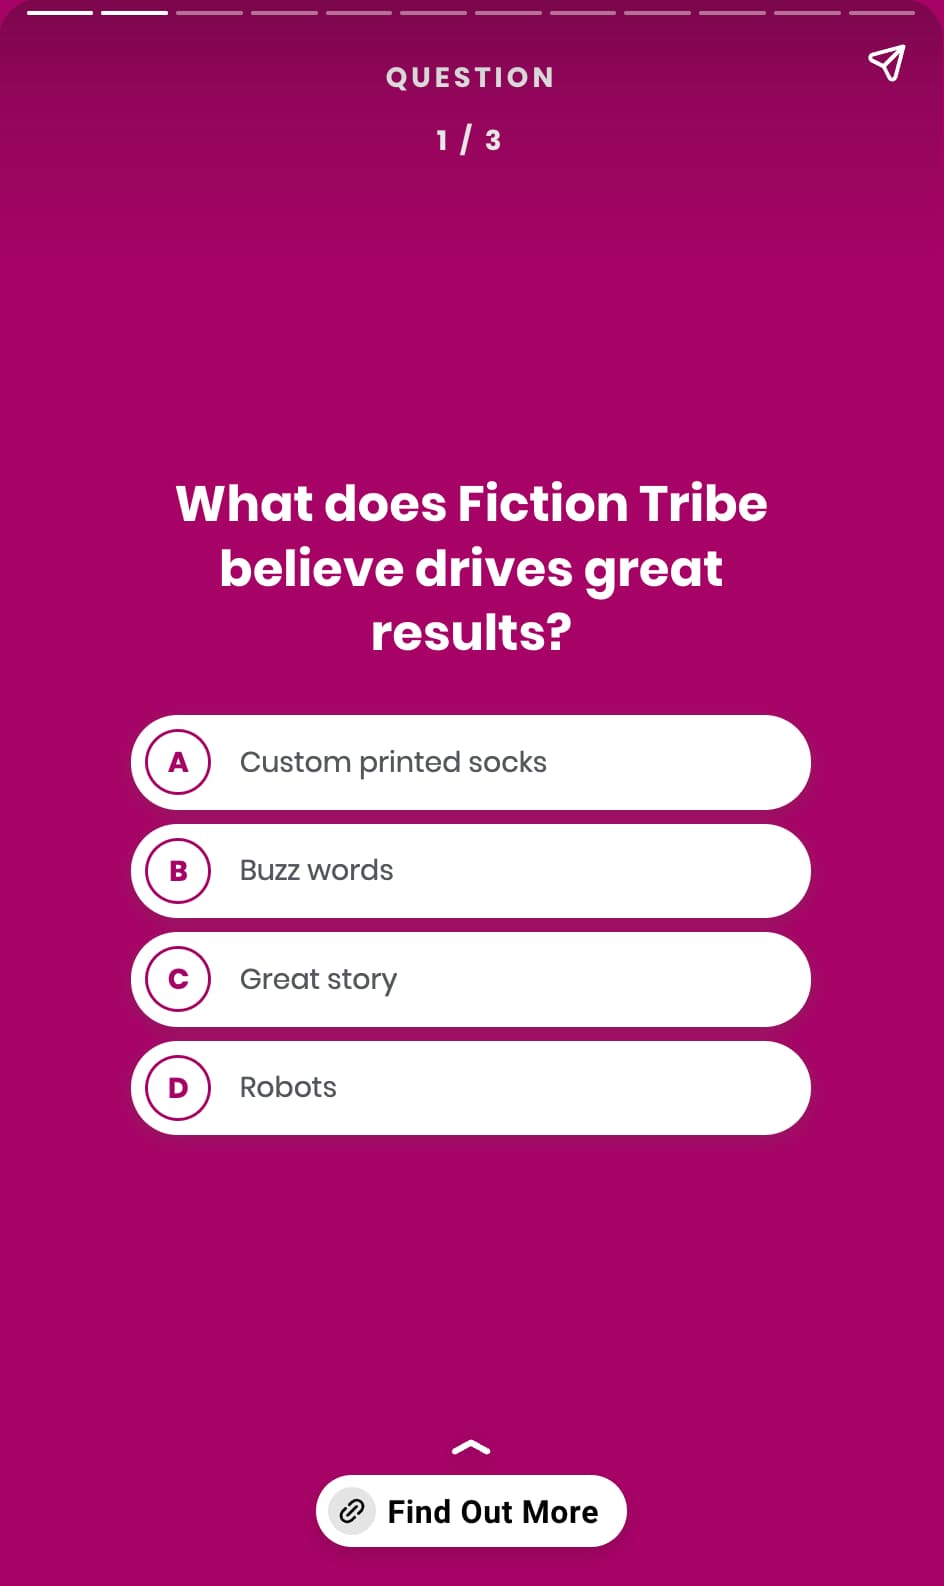 QUESTION
1 / 3
What does Fiction Tribe
believe drives great
results?
A Custom printed socks
B Buzz words
C Great story
D Robots
Find Out More